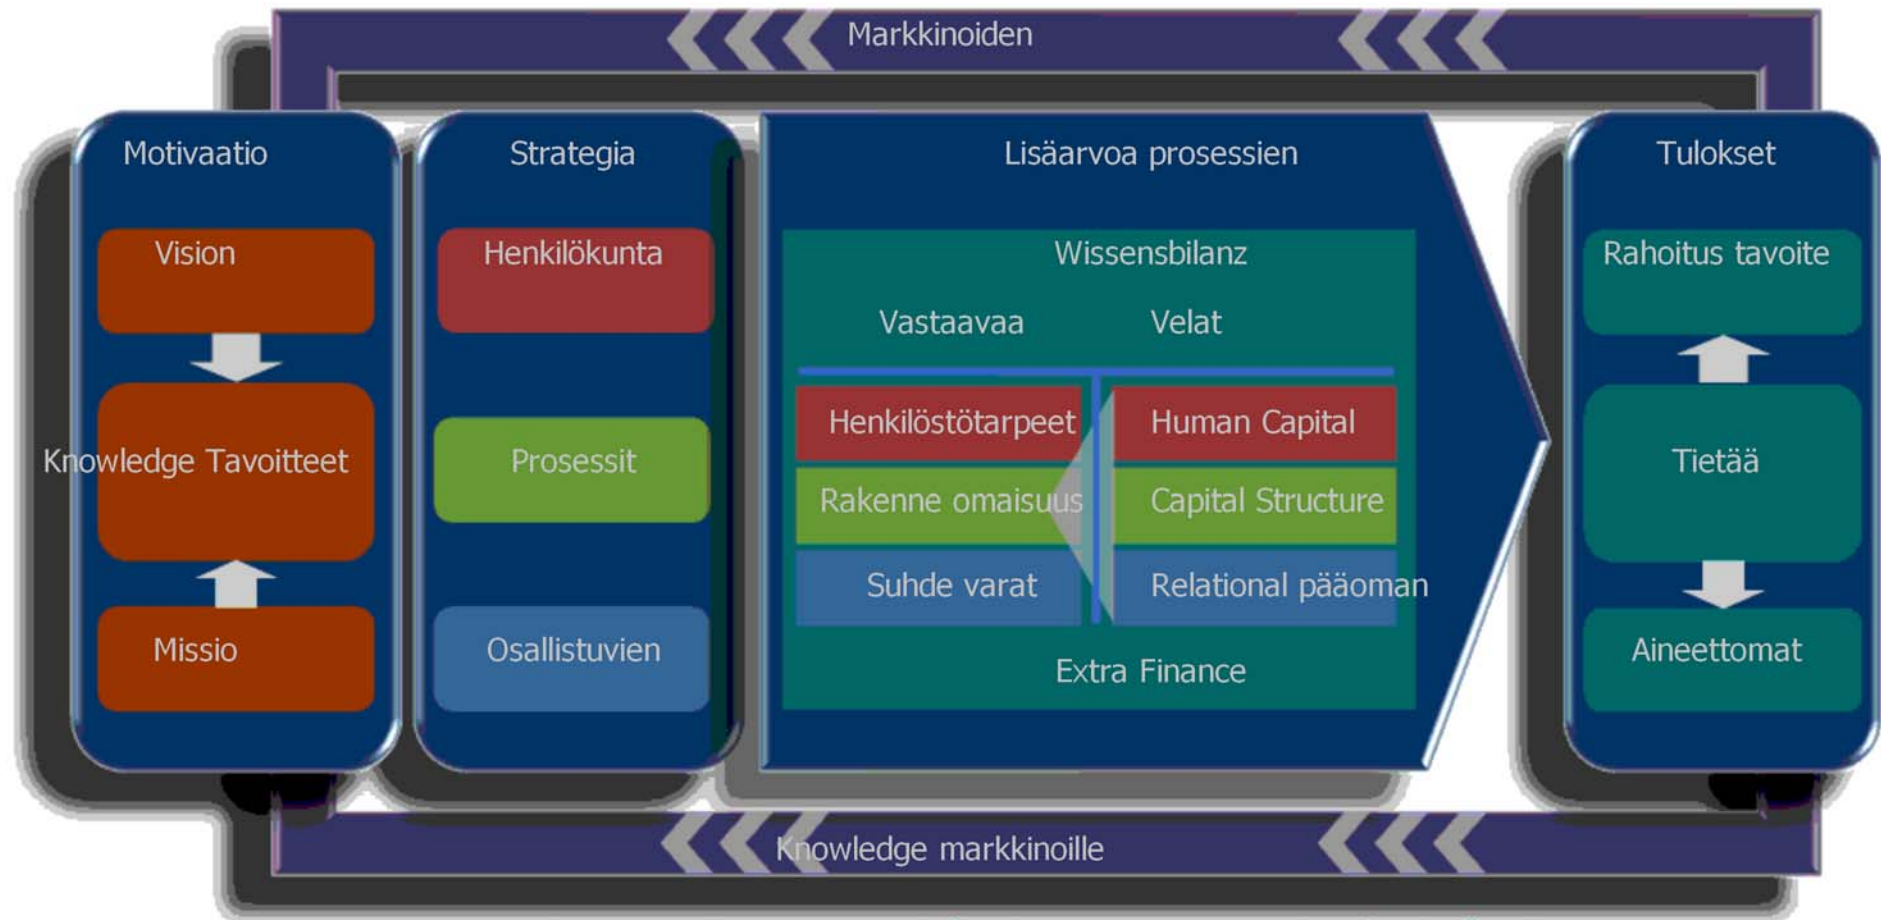 Markkinoiden
Motivaatio
Vision
Knowledge Tavoitteet
Missio
Strategia
Henkilökunta
Prosessit
Osallistuvien
Lisäarvoa prosessien
Wissensbilanz
Vastaavaa
Velat
Henkilöstötarpeet
Human Capital
Rakenne omaisuus
Capital Structure
Suhde varat
Relational pääoman
Extra Finance
Tulokset
Rahoitus tavoite
Tietää
Aineettomat
Knowledge markkinoille